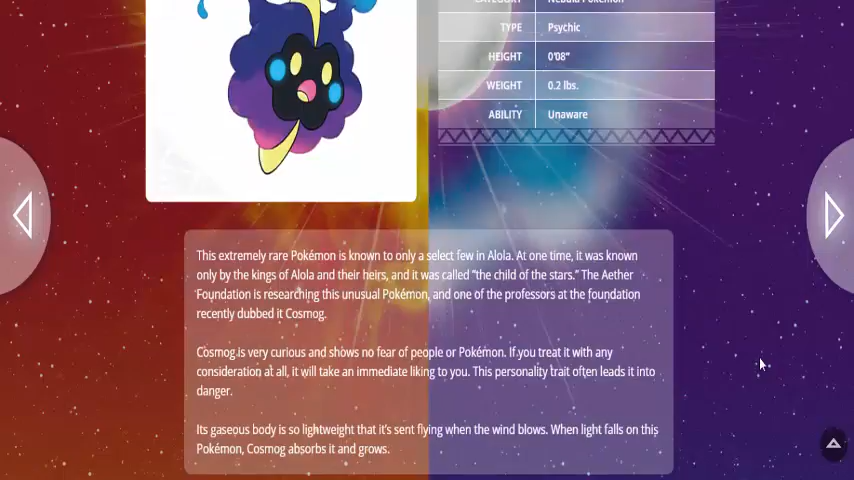 CATEGORY Nebula Pokémon
TYPE Psychic
HEIGHT 0'08"
WEIGHT 0.2 lbs.
ABILITY Unaware
This extremely rare Pokémon is known to only a select few in Alola. At one time, it was known
only by the kings of Alola and their heirs, and it was called "the child of the stars." The Aether
Foundation is researching this unusual Pokémon, and one of the professors at the foundation
recently dubbed it Cosmog.
Cosmog is very curious and shows no fear of people or Pokémon. If you treat it with any
consideration at all, it will take an immediate liking to you. This personality trait often leads it into
danger.
Its gaseous body is so lightweight that it's sent flying when the wind blows. When light falls on this
Pokémon, Cosmog absorbs it and grows.